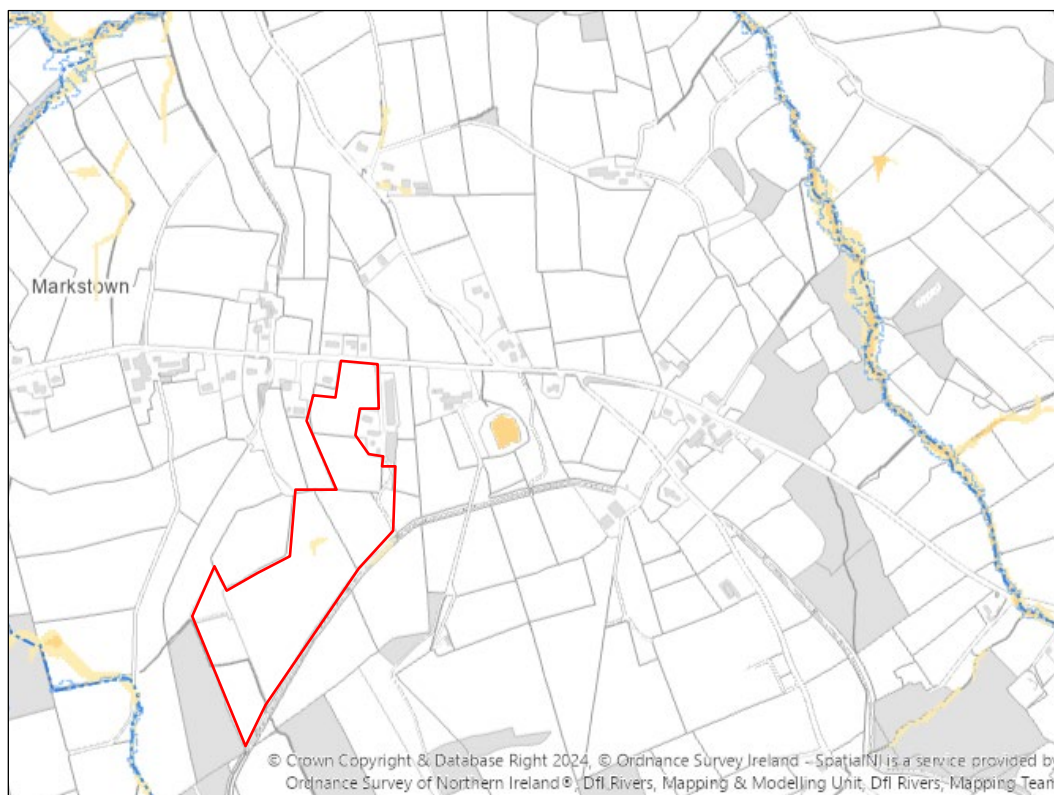 Markstown
© Crown Copyright & Database Right 2024, © Ordnance Survey Ireland - SpatialNI is a service provided by
Ordnance Survey of Northern Ireland®, DfI Rivers, Mapping & Modelling Unit, DfI Rivers, Mapping Team